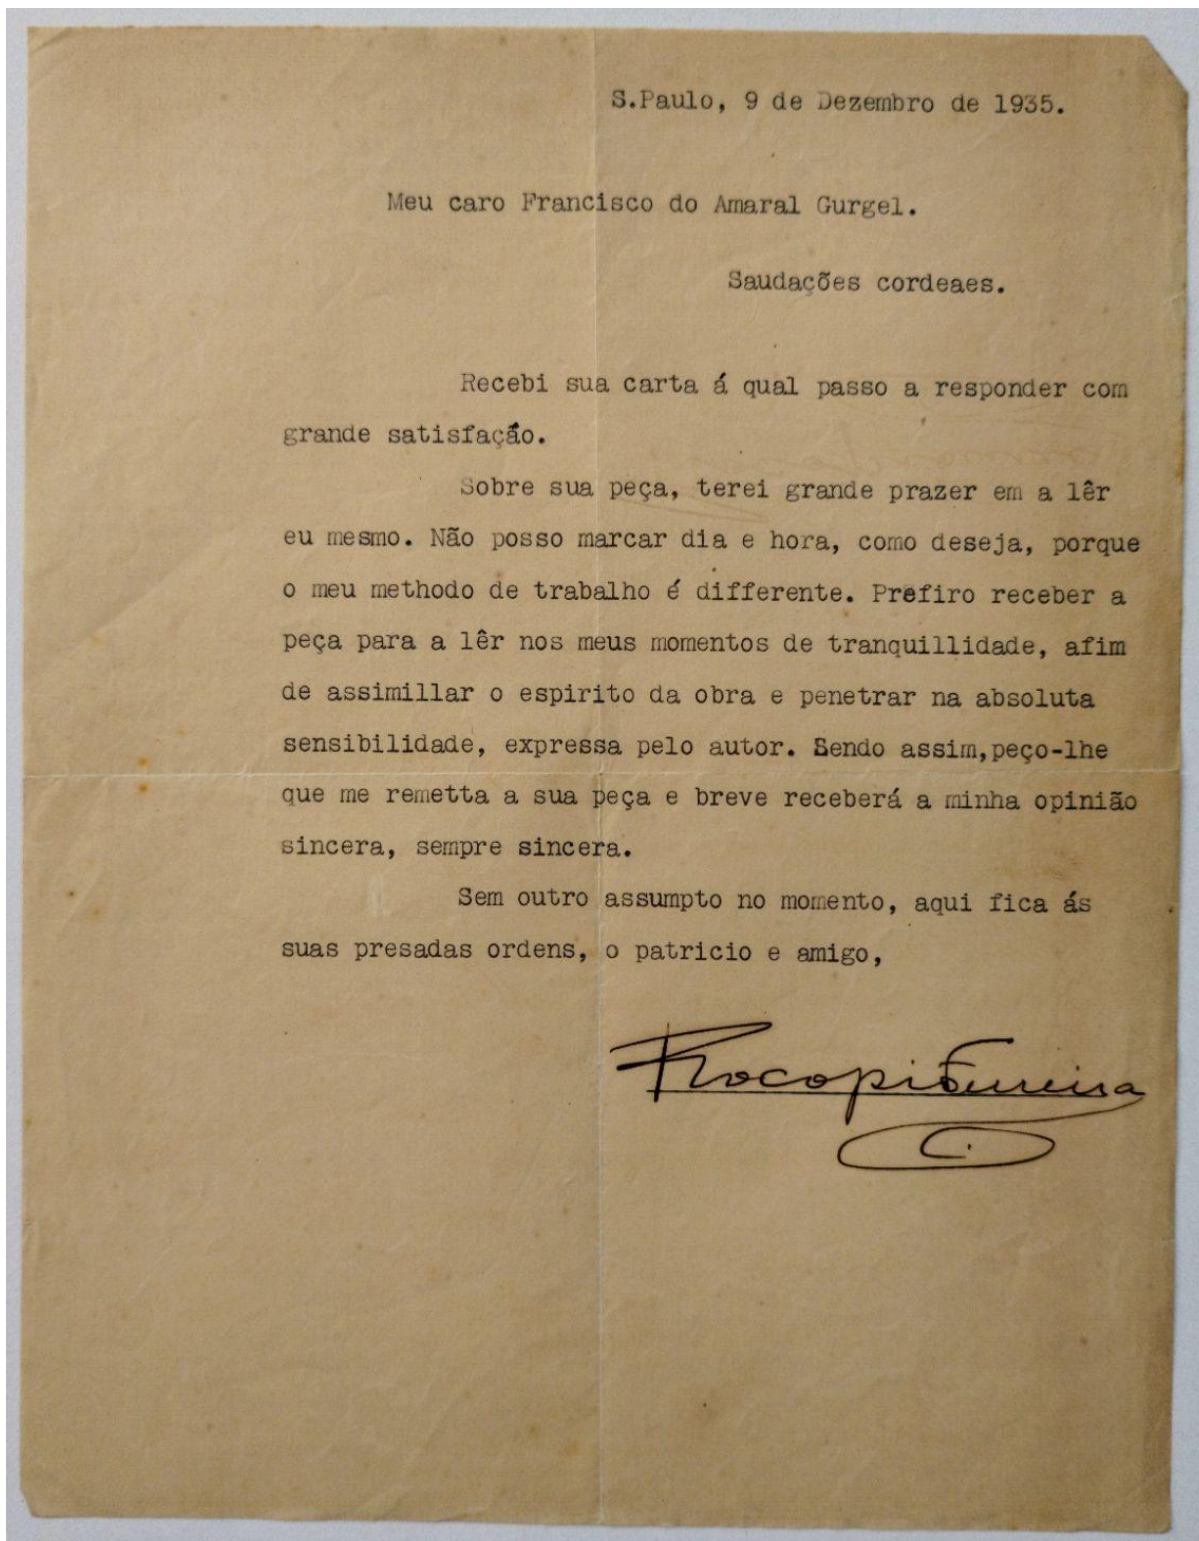 S.Paulo, 9 de Dezembro de 1935.
Meu caro Francisco do Amaral Gurgel.
Saudações cordeaes.
Recebi sua carta á qual passo a responder com
grande satisfação.
Sobre sua peça, terei grande prazer em a lêr
eu mesmo. Não posso marcar dia e hora, como deseja, porque
o meu methodo de trabalho é differente. Prefiro receber a
peça para a lêr nos meus momentos de tranquillidade, afim
de assimillar o espirito da obra e penetrar na absoluta
sensibilidade, expressa pelo autor. Sendo assim,peço-lhe
que me remetta a sua peça e breve receberá a minha opinião
sincera, sempre sincera.
Sem outro assumpto no momento, aqui fica ás
suas presadas ordens, o patricio e amigo,
Procopio Ferreira